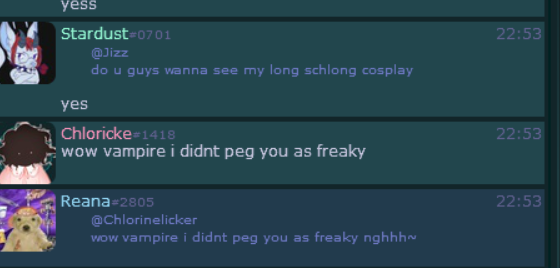 yess
Stardust#0701 22:53
@Jizz
do u guys wanna see my long schlong cosplay
yes
Chloricke#1418 22:53
wow vampire i didnt peg you as freaky
Reana#2805 22:53
@Chlorinelicker
wow vampire i didnt peg you as freaky nghhh~